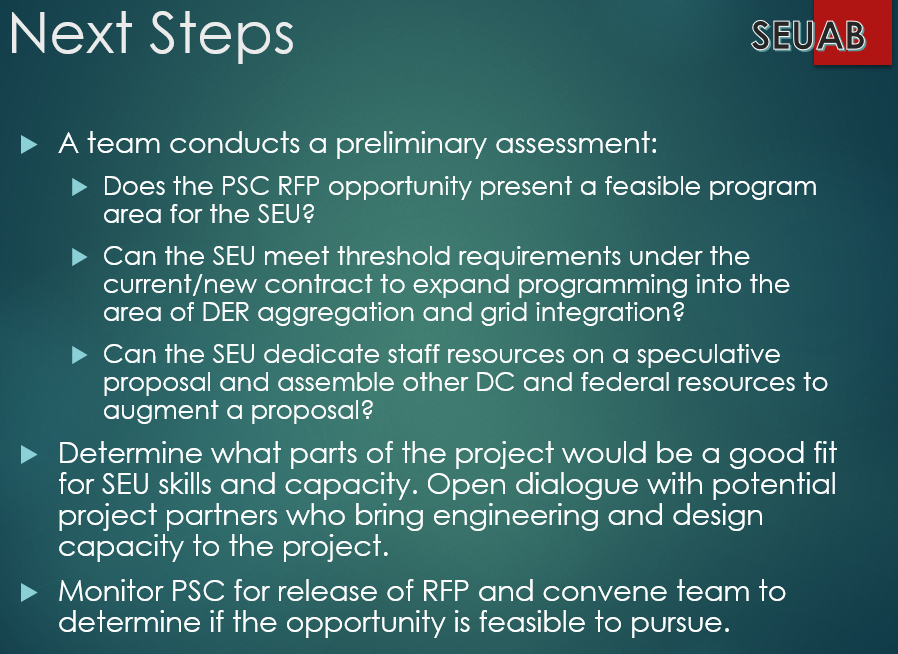 Next Steps
SEUAB
A team conducts a preliminary assessment:
Does the PSC RFP opportunity present a feasible program
area for the SEU?
Can the SEU meet threshold requirements under the
current/new contract to expand programming into the
area of DER aggregation and grid integration?
Can the SEU dedicate staff resources on a speculative
proposal and assemble other DC and federal resources to
augment a proposal?
Determine what parts of the project would be a good fit
for SEU skills and capacity. Open dialogue with potential
project partners who bring engineering and design
capacity to the project.
Monitor PSC for release of RFP and convene team to
determine if the opportunity is feasible to pursue.